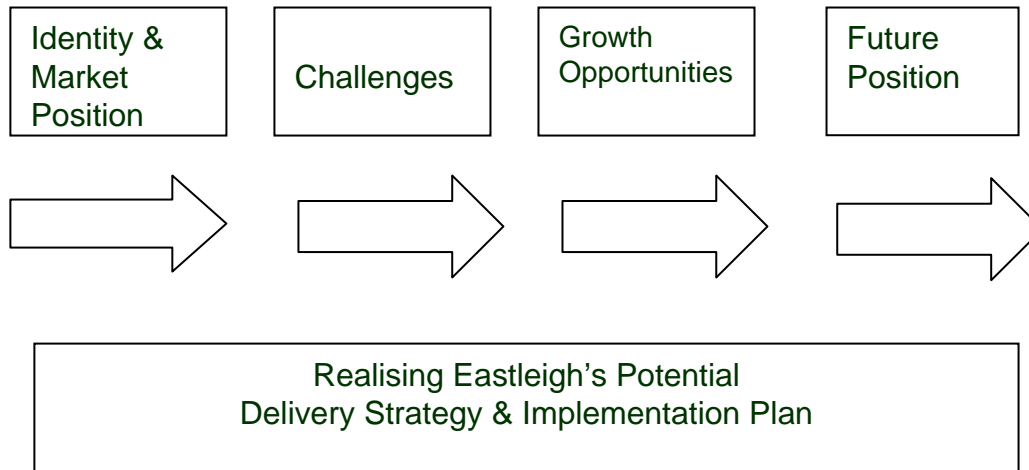 Identity &
Market
Position
Challenges
Growth
Opportunities
Future
Position
Realising Eastleigh's Potential
Delivery Strategy & Implementation Plan